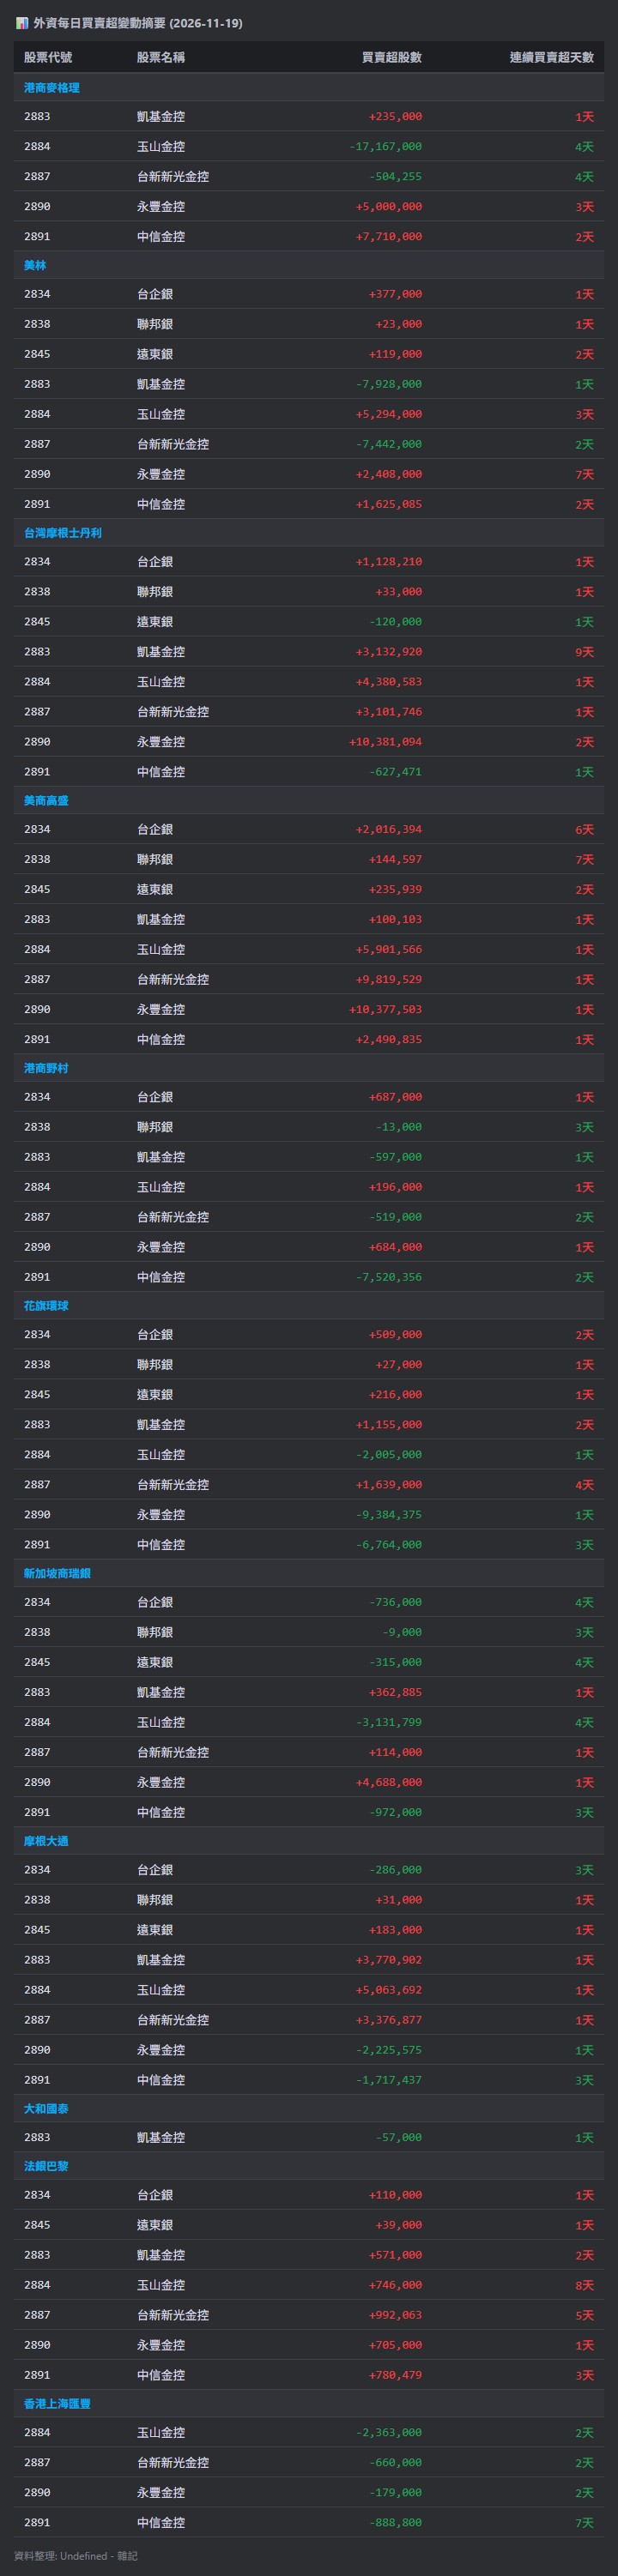 📊 外資每日買賣超變動摘要 (2026-11-19)
股票代號 股票名稱 買賣超股數 連續買賣超天數
港商麥格理
2883 凱基金控 +235,000 1天
2884 玉山金控 -17,167,000 4天
2887 台新新光金控 -504,255 4天
2890 永豐金控 +5,000,000 3天
2891 中信金控 +7,710,000 2天
美林
2834 台企銀 +377,000 1天
2838 聯邦銀 +23,000 1天
2845 遠東銀 +119,000 2天
2883 凱基金控 -7,928,000 1天
2884 玉山金控 +5,294,000 3天
2887 台新新光金控 -7,442,000 2天
2890 永豐金控 +2,408,000 7天
2891 中信金控 +1,625,085 2天
台灣摩根士丹利
2834 台企銀 +1,128,210 1天
2838 聯邦銀 +33,000 1天
2845 遠東銀 -120,000 1天
2883 凱基金控 +3,132,920 9天
2884 玉山金控 +4,380,583 1天
2887 台新新光金控 +3,101,746 1天
2890 永豐金控 +10,381,094 2天
2891 中信金控 -627,471 1天
美商高盛
2834 台企銀 +2,016,394 6天
2838 聯邦銀 +144,597 7天
2845 遠東銀 +235,939 2天
2883 凱基金控 +100,103 1天
2884 玉山金控 +5,901,566 1天
2887 台新新光金控 +9,819,529 1天
2890 永豐金控 +10,377,503 1天
2891 中信金控 +2,490,835 1天
港商野村
2834 台企銀 +687,000 1天
2838 聯邦銀 -13,000 3天
2883 凱基金控 -597,000 1天
2884 玉山金控 +196,000 1天
2887 台新新光金控 -519,000 2天
2890 永豐金控 +684,000 1天
2891 中信金控 -7,520,356 2天
花旗環球
2834 台企銀 +509,000 2天
2838 聯邦銀 +27,000 1天
2845 遠東銀 +216,000 1天
2883 凱基金控 +1,155,000 2天
2884 玉山金控 -2,005,000 1天
2887 台新新光金控 +1,639,000 4天
2890 永豐金控 -9,384,375 1天
2891 中信金控 -6,764,000 3天
新加坡商瑞銀
2834 台企銀 -736,000 4天
2838 聯邦銀 -9,000 3天
2845 遠東銀 -315,000 4天
2883 凱基金控 +362,885 1天
2884 玉山金控 -3,131,799 4天
2887 台新新光金控 +114,000 1天
2890 永豐金控 +4,688,000 1天
2891 中信金控 -972,000 3天
摩根大通
2834 台企銀 -286,000 3天
2838 聯邦銀 +31,000 1天
2845 遠東銀 +183,000 1天
2883 凱基金控 +3,770,902 1天
2884 玉山金控 +5,063,692 1天
2887 台新新光金控 +3,376,877 1天
2890 永豐金控 -2,225,575 1天
2891 中信金控 -1,717,437 3天
大和國泰
2883 凱基金控 -57,000 1天
法銀巴黎
2834 台企銀 +110,000 1天
2845 遠東銀 +39,000 1天
2883 凱基金控 +571,000 2天
2884 玉山金控 +746,000 8天
2887 台新新光金控 +992,063 5天
2890 永豐金控 +705,000 1天
2891 中信金控 +780,479 3天
香港上海匯豐
2884 玉山金控 -2,363,000 2天
2887 台新新光金控 -660,000 2天
2890 永豐金控 -179,000 2天
2891 中信金控 -888,800 7天
資料整理: Undefined - 雜記